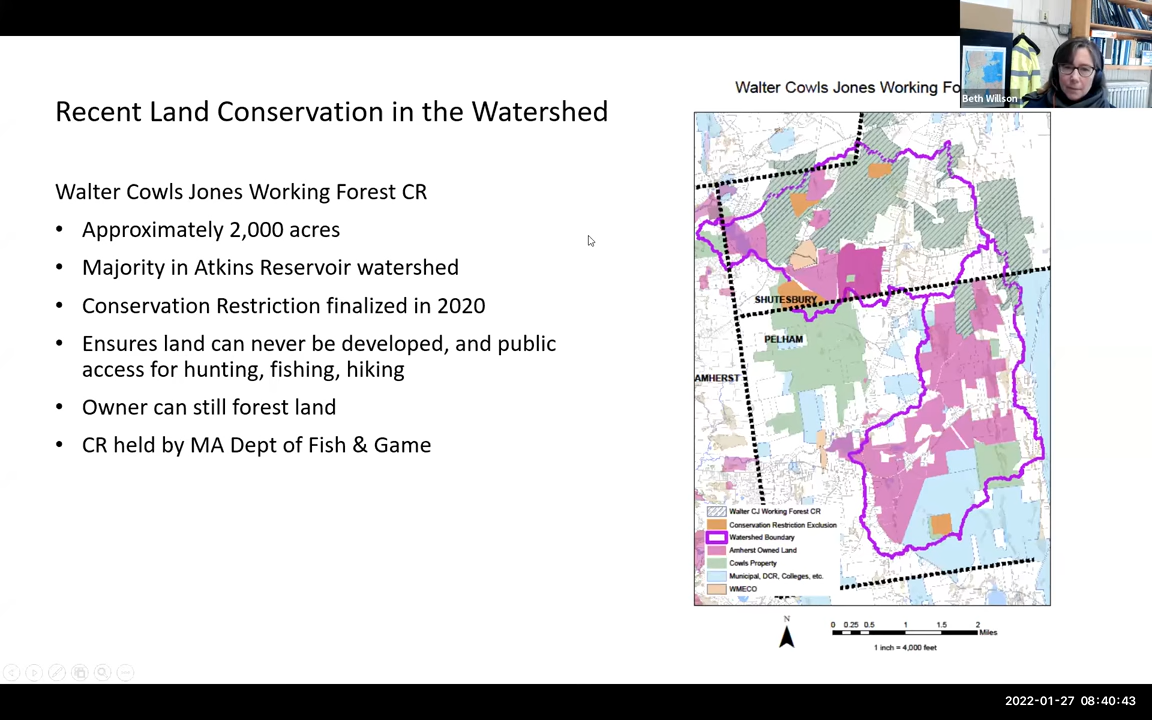 Walter Cowls Jones Working Fo
Beth Willson
Recent Land Conservation in the Watershed
Walter Cowls Jones Working Forest CR
• Approximately 2,000 acres
• Majority in Atkins Reservoir watershed
• Conservation Restriction finalized in 2020
• Ensures land can never be developed, and public
access for hunting, fishing, hiking
• Owner can still forest land
• CR held by MA Dept of Fish & Game
SHUTESBURY
PELHAM
AMHERST
Walter CJ Working Forest CR
Conservation Restriction Exclusion
Watershed Boundary
Amherst Owned Land
Cowls Property
Municipal, DCR, Colleges, etc.
WMECO
N
0 0.25 0.5 1 1.5 2
Miles
1 inch = 4,000 feet
2022-01-27 08:40:43